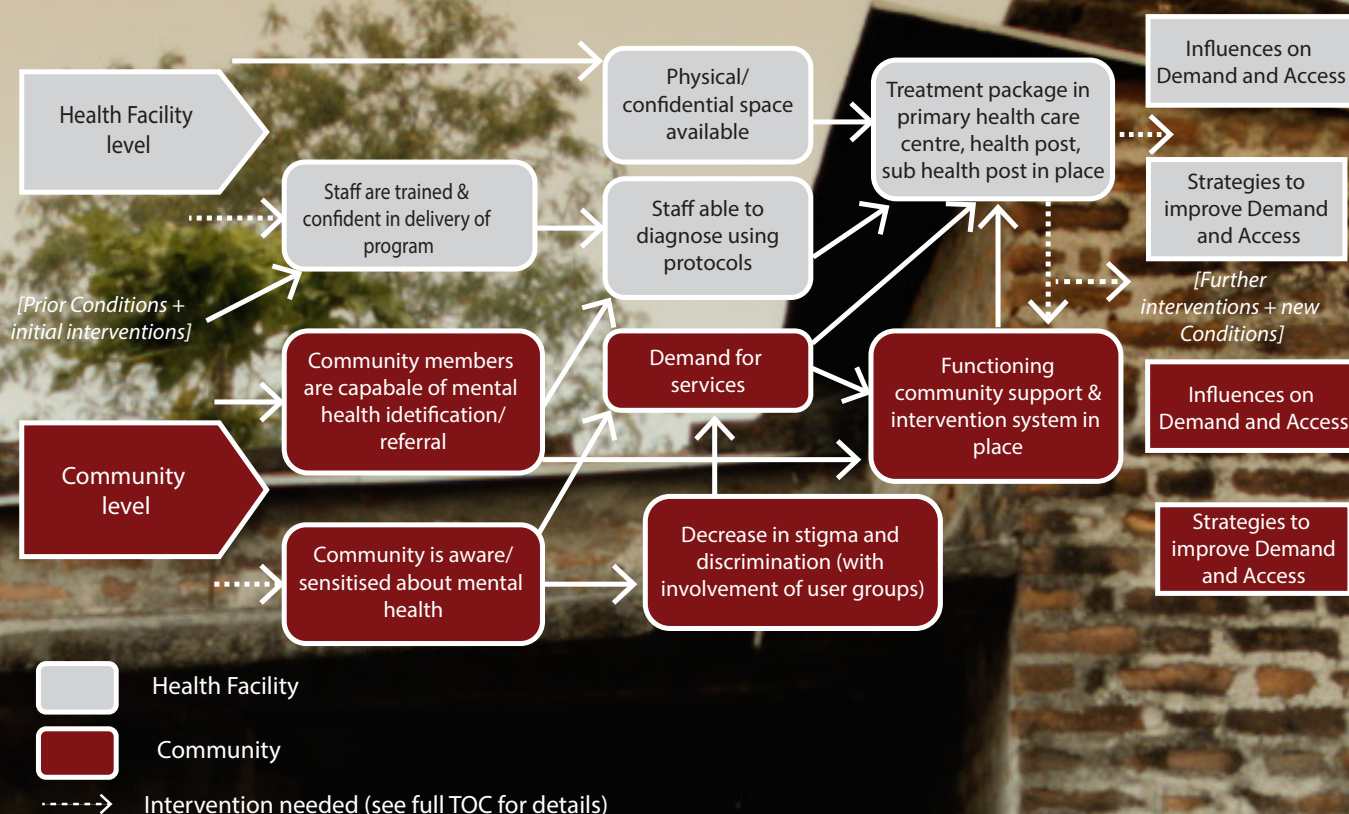 Health Facility
level
Physical/
confidential space
available
Treatment package in
primary health care
centre, health post,
sub health post in place
Influences on
Demand and Access
Staff are trained &
confident in delivery of
program
Staff able to
diagnose using
protocols
Strategies to
improve Demand
and Access
[Prior Conditions +
initial interventions]
[Further
interventions + new
Conditions]
Community members
are capabale of mental
health idetification/
referral
Demand for
services
Functioning
community support &
intervention system in
place
Influences on
Demand and Access
Community
level
Community is aware/
sensitised about mental
health
Decrease in stigma and
discrimination (with
involvement of user groups)
Strategies to
improve Demand
and Access
Health Facility
Community
Intervention needed (see full TOC for details)